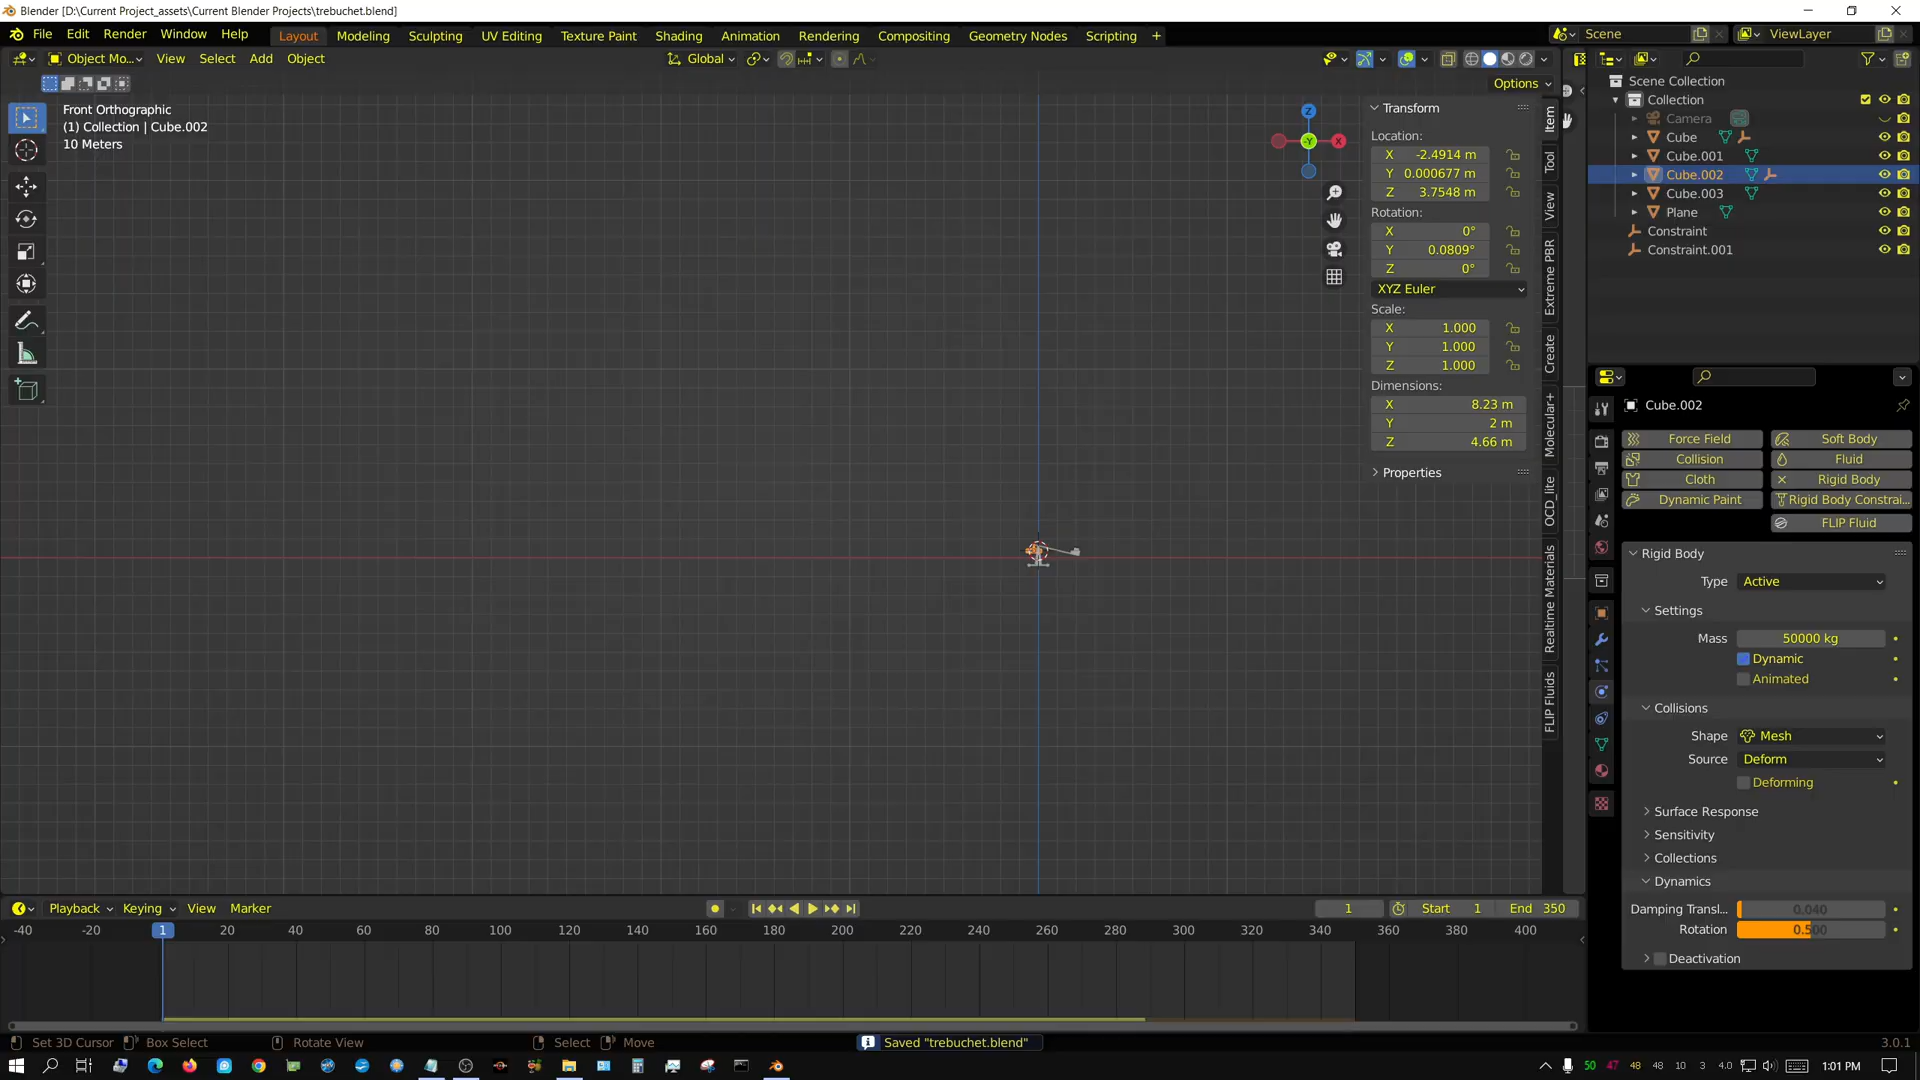 Blender [D:\Current Project_assets\Current Blender Projects\trebuchet.blend]
File Edit Render Window Help Layout Modeling Sculpting UV Editing Texture Paint Shading Animation Rendering Compositing Geometry Nodes Scripting + Scene ViewLayer
Object Mo... View Select Add Object Global
Options
Front Orthographic
(1) Collection | Cube.002
10 Meters
Z
-Y
X
Transform
Location:
X -2.4914 m
Y 0.000677 m
Z 3.7548 m
Rotation:
X 0°
Y 0.0809°
Z 0°
XYZ Euler
Scale:
X 1.000
Y 1.000
Z 1.000
Dimensions:
X 8.23 m
Y 2 m
Z 4.66 m
Properties
Item
Tool
View
Extreme PBR
Create
Molecular+
OCD_lite
Realtime Materials
FLIP Fluids
Scene Collection
Collection
Camera
Cube
Cube.001
Cube.002
Cube.003
Plane
Constraint
Constraint.001
Cube.002
Force Field Soft Body
Collision Fluid
Cloth Rigid Body
Dynamic Paint Rigid Body Constrai...
FLIP Fluid
Rigid Body
Type Active
Settings
Mass 50000 kg
Dynamic
Animated
Collisions
Shape Mesh
Source Deform
Deforming
Surface Response
Sensitivity
Collections
Dynamics
Damping Transl... 0.040
Rotation 0.500
Deactivation
Playback Keying View Marker 1 Start 1 End 350
-40 -20 1 20 40 60 80 100 120 140 160 180 200 220 240 260 280 300 320 340 360 380 400
Set 3D Cursor Box Select Rotate View Select Move Saved "trebuchet.blend" 3.0.1
50 47 48 48 10 3 4.0 1:01 PM